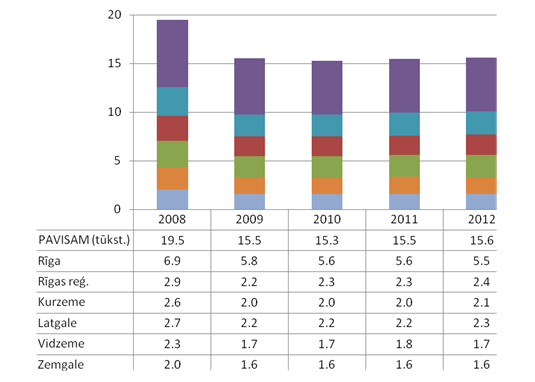 20
15
10
5
0
2008 2009 2010 2011 2012
PAVISAM (tūkst.) 19.5 15.5 15.3 15.5 15.6
Rīga 6.9 5.8 5.6 5.6 5.5
Rīgas reģ. 2.9 2.2 2.3 2.3 2.4
Kurzeme 2.6 2.0 2.0 2.0 2.1
Latgale 2.7 2.2 2.2 2.2 2.3
Vidzeme 2.3 1.7 1.7 1.8 1.7
Zemgale 2.0 1.6 1.6 1.6 1.6